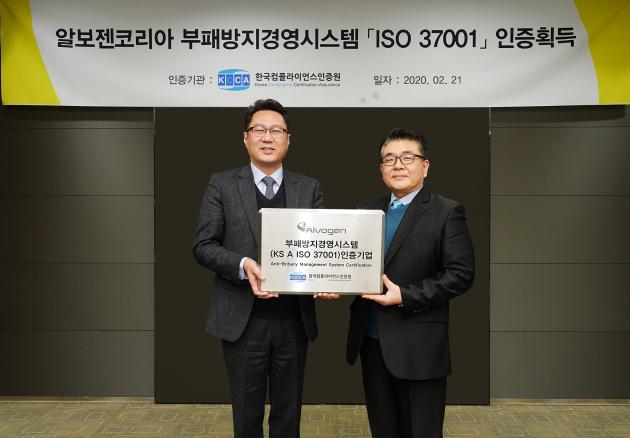 알보젠코리아 부패방지경영시스템 「ISO 37001」 인증획득
인증기관 : KCCA 한국컴플라이언스인증원 일자 : 2020. 02. 21
Korea Compliance Certification Assurance
Alvogen
부패방지경영시스템
(KS A ISO 37001)인증기업
Anti-Bribery Management System Certification
KCCA 한국컴플라이언스인증원